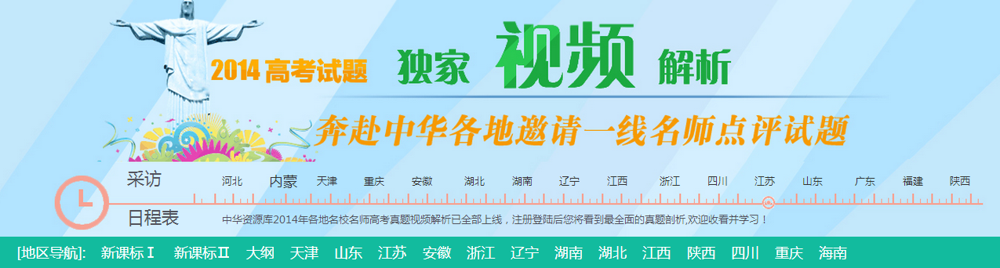 2014 高考试题 独家 视频 解析
奔赴中华各地邀请一线名师点评试题
采访 河北 内蒙 天津 重庆 安徽 湖北 湖南 辽宁 江西 浙江 四川 江苏 山东 广东 福建 陕西
日程表 中华资源库2014年各地名校名师高考真题视频解析已全部上线，注册登陆后您将看到最全面的真题剖析,欢迎收看并学习！
[地区导航]: 新课标Ⅰ 新课标Ⅱ 大纲 天津 山东 江苏 安徽 浙江 辽宁 湖南 湖北 江西 陕西 四川 重庆 海南